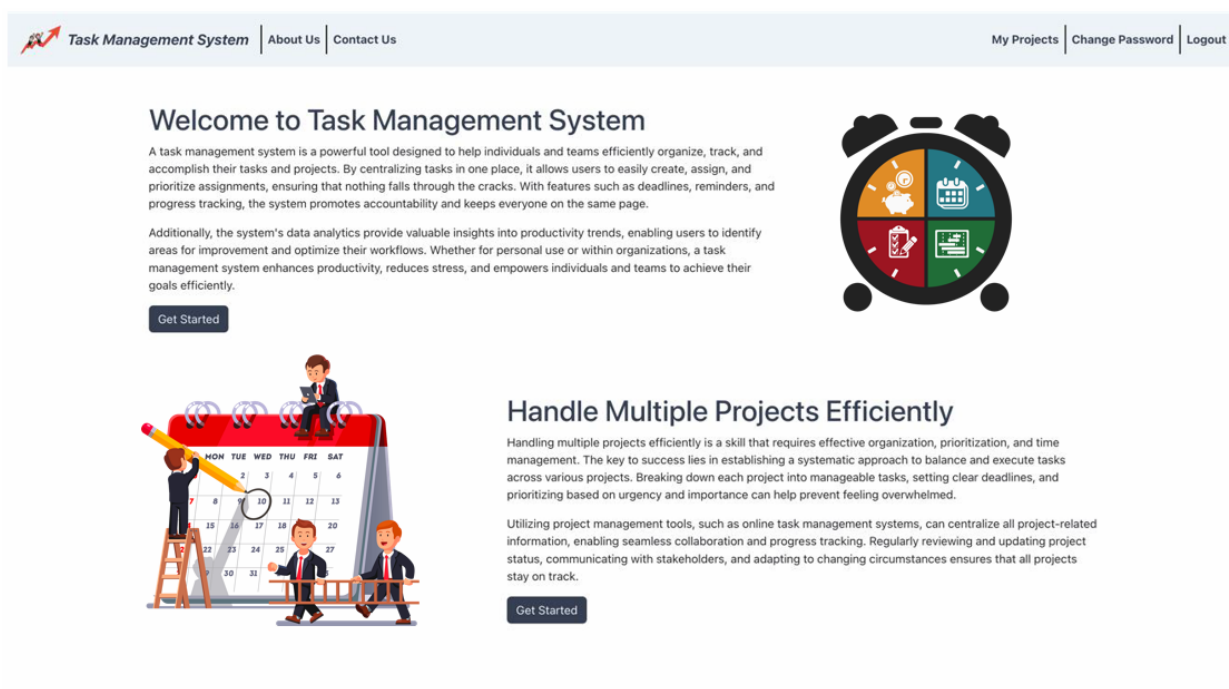 Task Management System About Us Contact Us My Projects Change Password Logout
Welcome to Task Management System
A task management system is a powerful tool designed to help individuals and teams efficiently organize, track, and
accomplish their tasks and projects. By centralizing tasks in one place, it allows users to easily create, assign, and
prioritize assignments, ensuring that nothing falls through the cracks. With features such as deadlines, reminders, and
progress tracking, the system promotes accountability and keeps everyone on the same page.
Additionally, the system's data analytics provide valuable insights into productivity trends, enabling users to identify
areas for improvement and optimize their workflows. Whether for personal use or within organizations, a task
management system enhances productivity, reduces stress, and empowers individuals and teams to achieve their
goals efficiently.
Get Started
MON TUE WED THU FRI SAT
2 3 4 5 6
7 8 9 10 11 12 13
15 16 17 18 20
22 23 24 25 27
30 31
Handle Multiple Projects Efficiently
Handling multiple projects efficiently is a skill that requires effective organization, prioritization, and time
management. The key to success lies in establishing a systematic approach to balance and execute tasks
across various projects. Breaking down each project into manageable tasks, setting clear deadlines, and
prioritizing based on urgency and importance can help prevent feeling overwhelmed.
Utilizing project management tools, such as online task management systems, can centralize all project-related
information, enabling seamless collaboration and progress tracking. Regularly reviewing and updating project
status, communicating with stakeholders, and adapting to changing circumstances ensures that all projects
stay on track.
Get Started